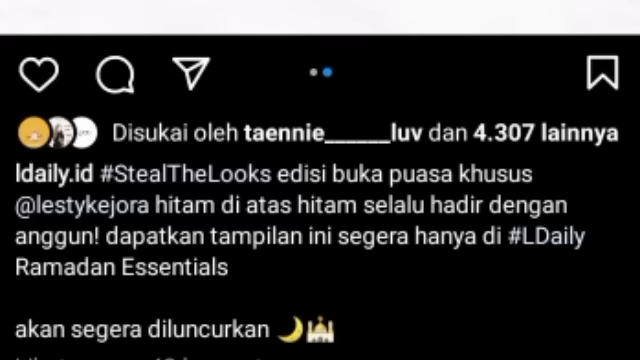 Disukai oleh taennie______luv dan 4.307 lainnya
ldaily.id #StealTheLooks edisi buka puasa khusus
@lestykejora hitam di atas hitam selalu hadir dengan
anggun! dapatkan tampilan ini segera hanya di #LDaily
Ramadan Essentials
akan segera diluncurkan 🌙🕌